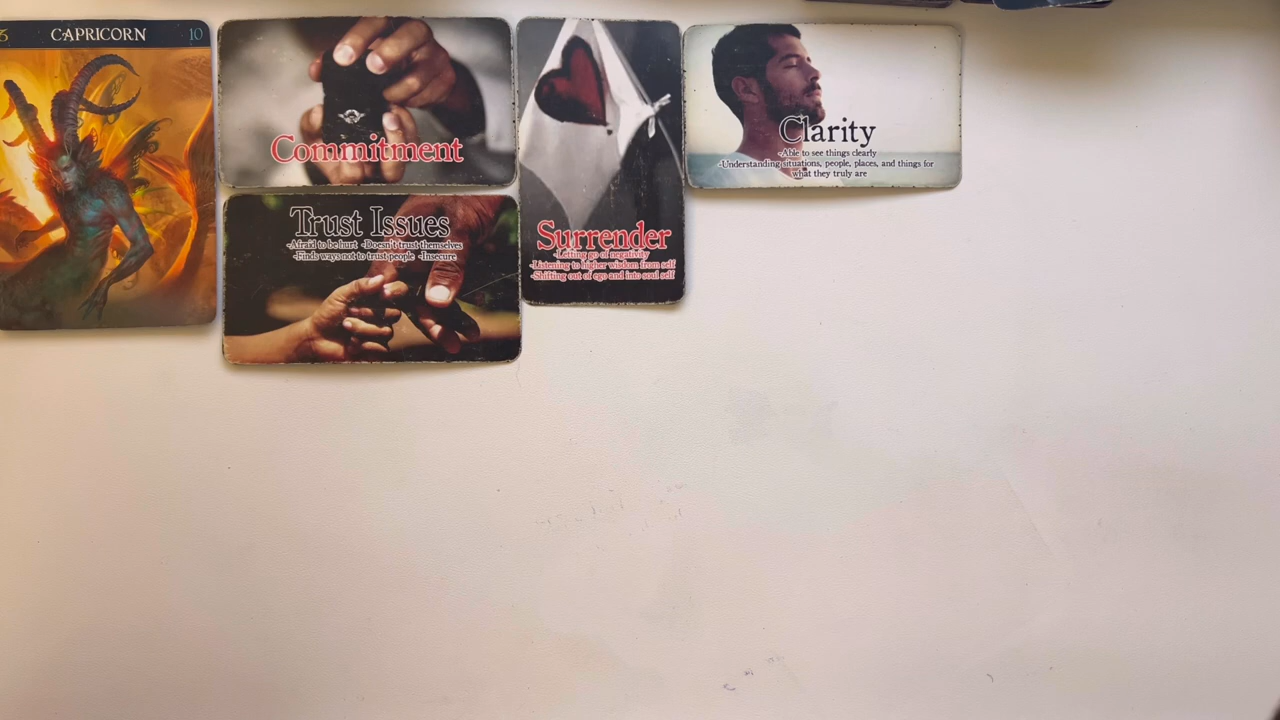 CAPRICORN 10
Commitment
Trust Issues
-Afraid to be hurt -Doesn't trust themselves
-Finds ways not to trust people -Insecure
Surrender
-Letting go of negativity
-Listening to higher wisdom from self
-Shifting out of ego and into soul self
Clarity
-Able to see things clearly
-Understanding situations, people, places, and things for
what they truly are